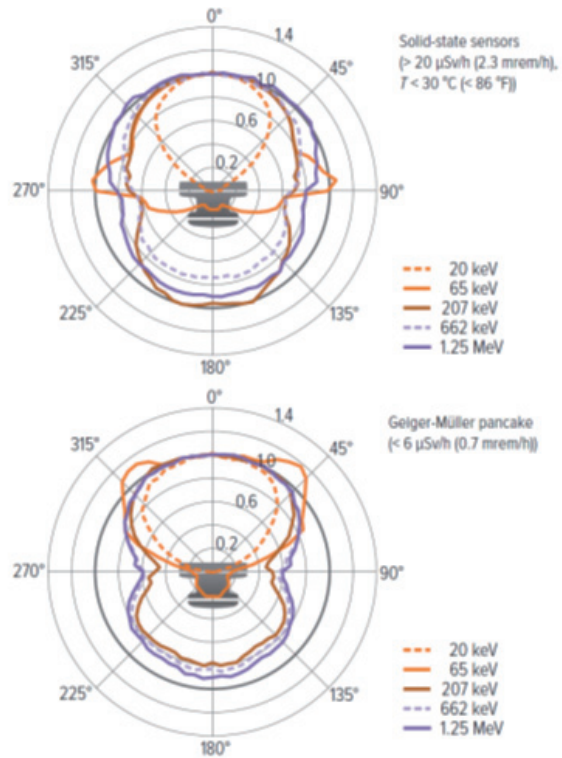 0°
1.4
Solid-state sensors
(> 20 µSv/h (2.3 mrem/h),
T < 30 °C (< 86 °F))
315°
45°
1.0
0.6
0.2
270°
90°
20 keV
65 keV
207 keV
662 keV
1.25 MeV
225°
135°
180°
0°
1.4
Geiger-Müller pancake
(< 6 µSv/h (0.7 mrem/h))
315°
45°
1.0
0.6
0.2
270°
90°
20 keV
65 keV
207 keV
662 keV
1.25 MeV
225°
135°
180°